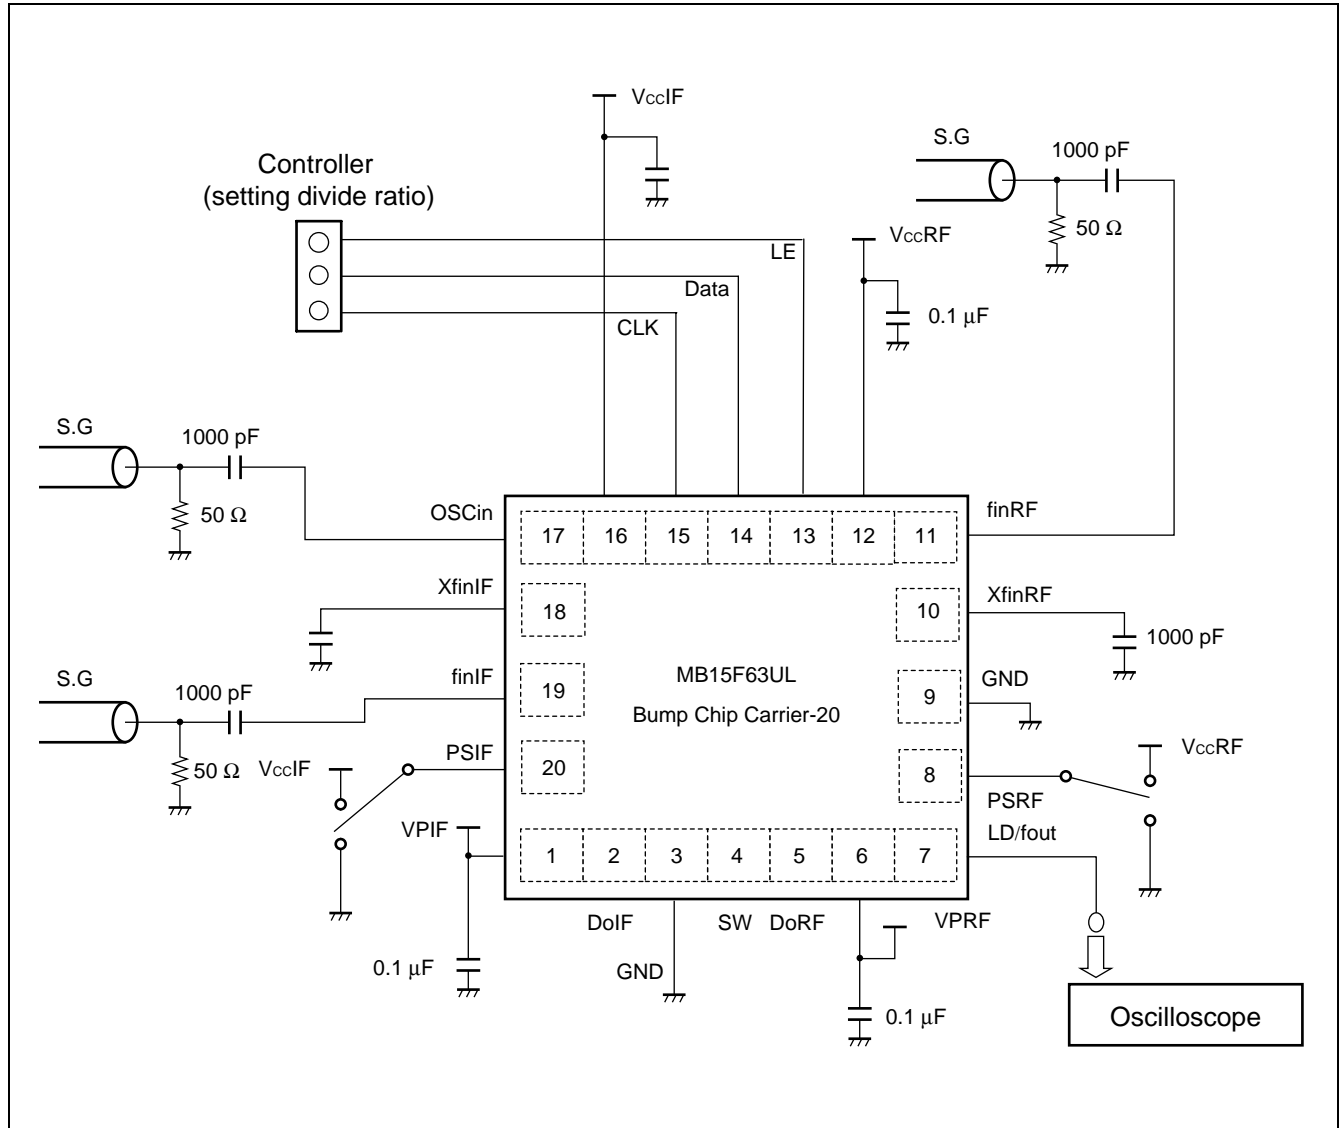 VccIF
S.G
1000 pF
Controller
(setting divide ratio)
50 Ω
VccRF
LE
Data
0.1 μF
CLK
S.G
1000 pF
50 Ω
OSCin
finRF
17 16 15 14 13 12 11
XfinIF
18
10
XfinRF
1000 pF
S.G
1000 pF
finIF
19
MB15F63UL
Bump Chip Carrier-20
9
GND
50 Ω
VccIF
PSIF
20
8
PSRF
VccRF
VPIF
LD/fout
1 2 3 4 5 6 7
DoIF
SW
DoRF
VPRF
0.1 μF
GND
0.1 μF
Oscilloscope